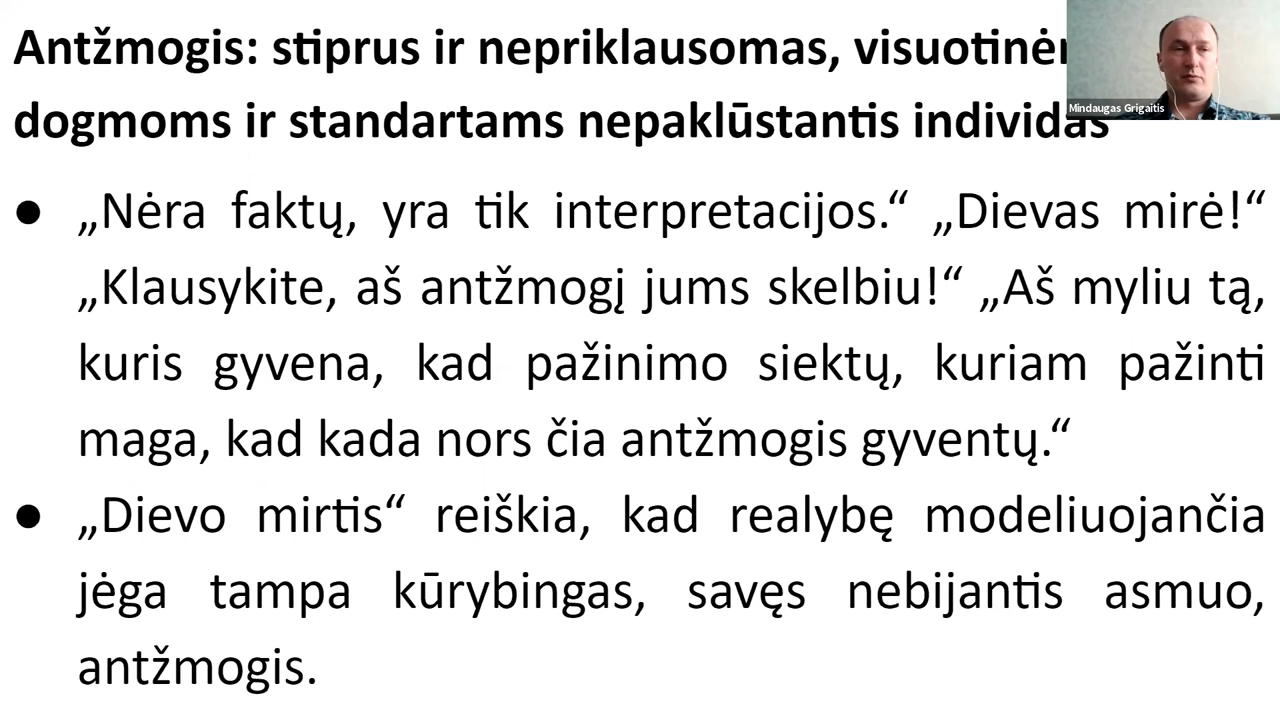 Antžmogis: stiprus ir nepriklausomas,
dogmoms ir standartams nepaklūstantis individas
Mindaugas Grigaitis
● „Nėra faktų, yra tik interpretacijos.“ „Dievas mirė!“
„Klausykite, aš antžmogį jums skelbiu!“ „Aš myliu tą,
kuris gyvena, kad pažinimo siektų, kuriam pažinti
maga, kad kada nors čia antžmogis gyventų.“
● „Dievo mirtis“ reiškia, kad realybę modeliuojančia
jėga tampa kūrybingas, savęs nebijantis asmuo,
antžmogis.